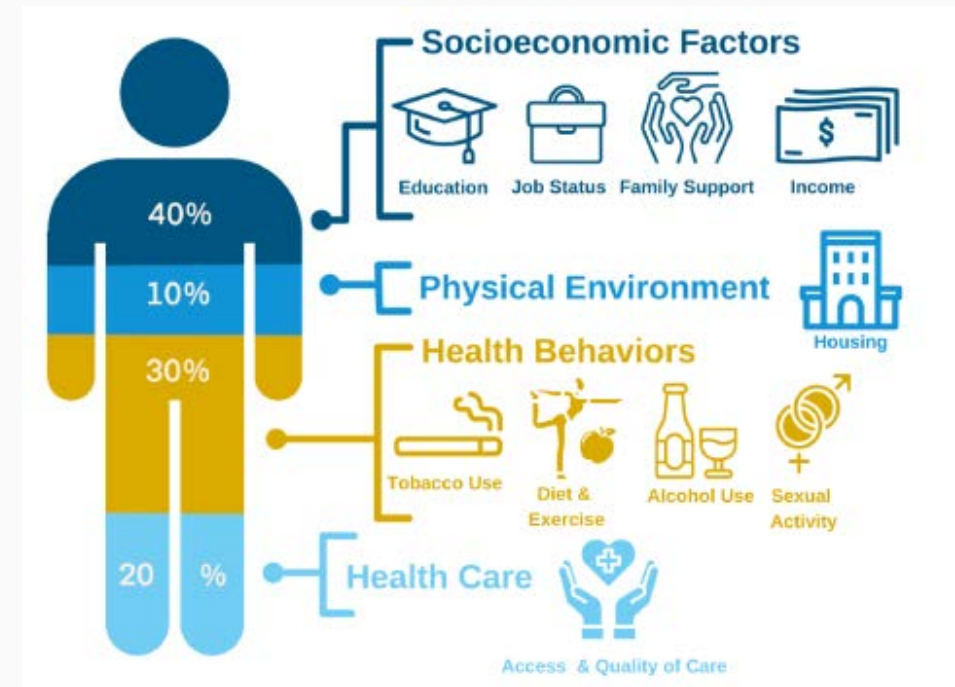 Socioeconomic Factors
$
Education Job Status Family Support Income
40%
10%
Physical Environment
Housing
Health Behaviors
30%
Tobacco Use
Diet &
Exercise
Alcohol Use
Sexual
Activity
20 %
Health Care
Access & Quality of Care